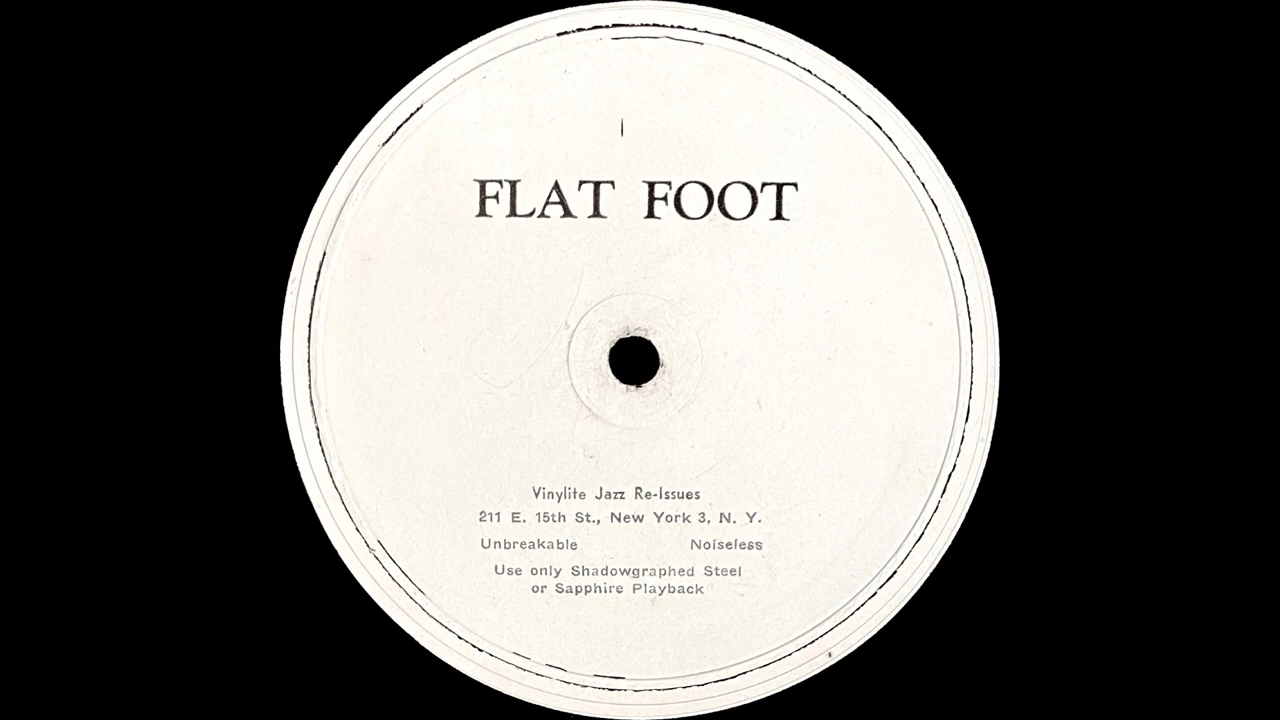 FLAT FOOT
Vinylite Jazz Re-Issues
211 E. 15th St., New York 3, N. Y.
Unbreakable Noiseless
Use only Shadowgraphed Steel
or Sapphire Playback